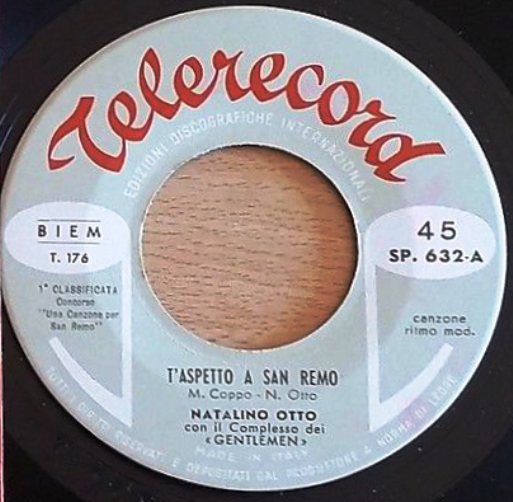 Telerecord
EDIZIONI DISCOGRAFICHE INTERNAZIONALI
BIEM
T. 176
45
SP. 632-A
1ª CLASSIFICATA
Concorso
"Una Canzone per
San Remo"
canzone
ritmo mod.
T'ASPETTO A SAN REMO
M. Coppo - N. Otto
NATALINO OTTO
con il Complesso dei
«GENTLEMEN»
MADE IN ITALY
TUTTI I DIRITTI RISERVATI E DEPOSITATI DAL PRODUTTORE A NORMA DI LEGGE